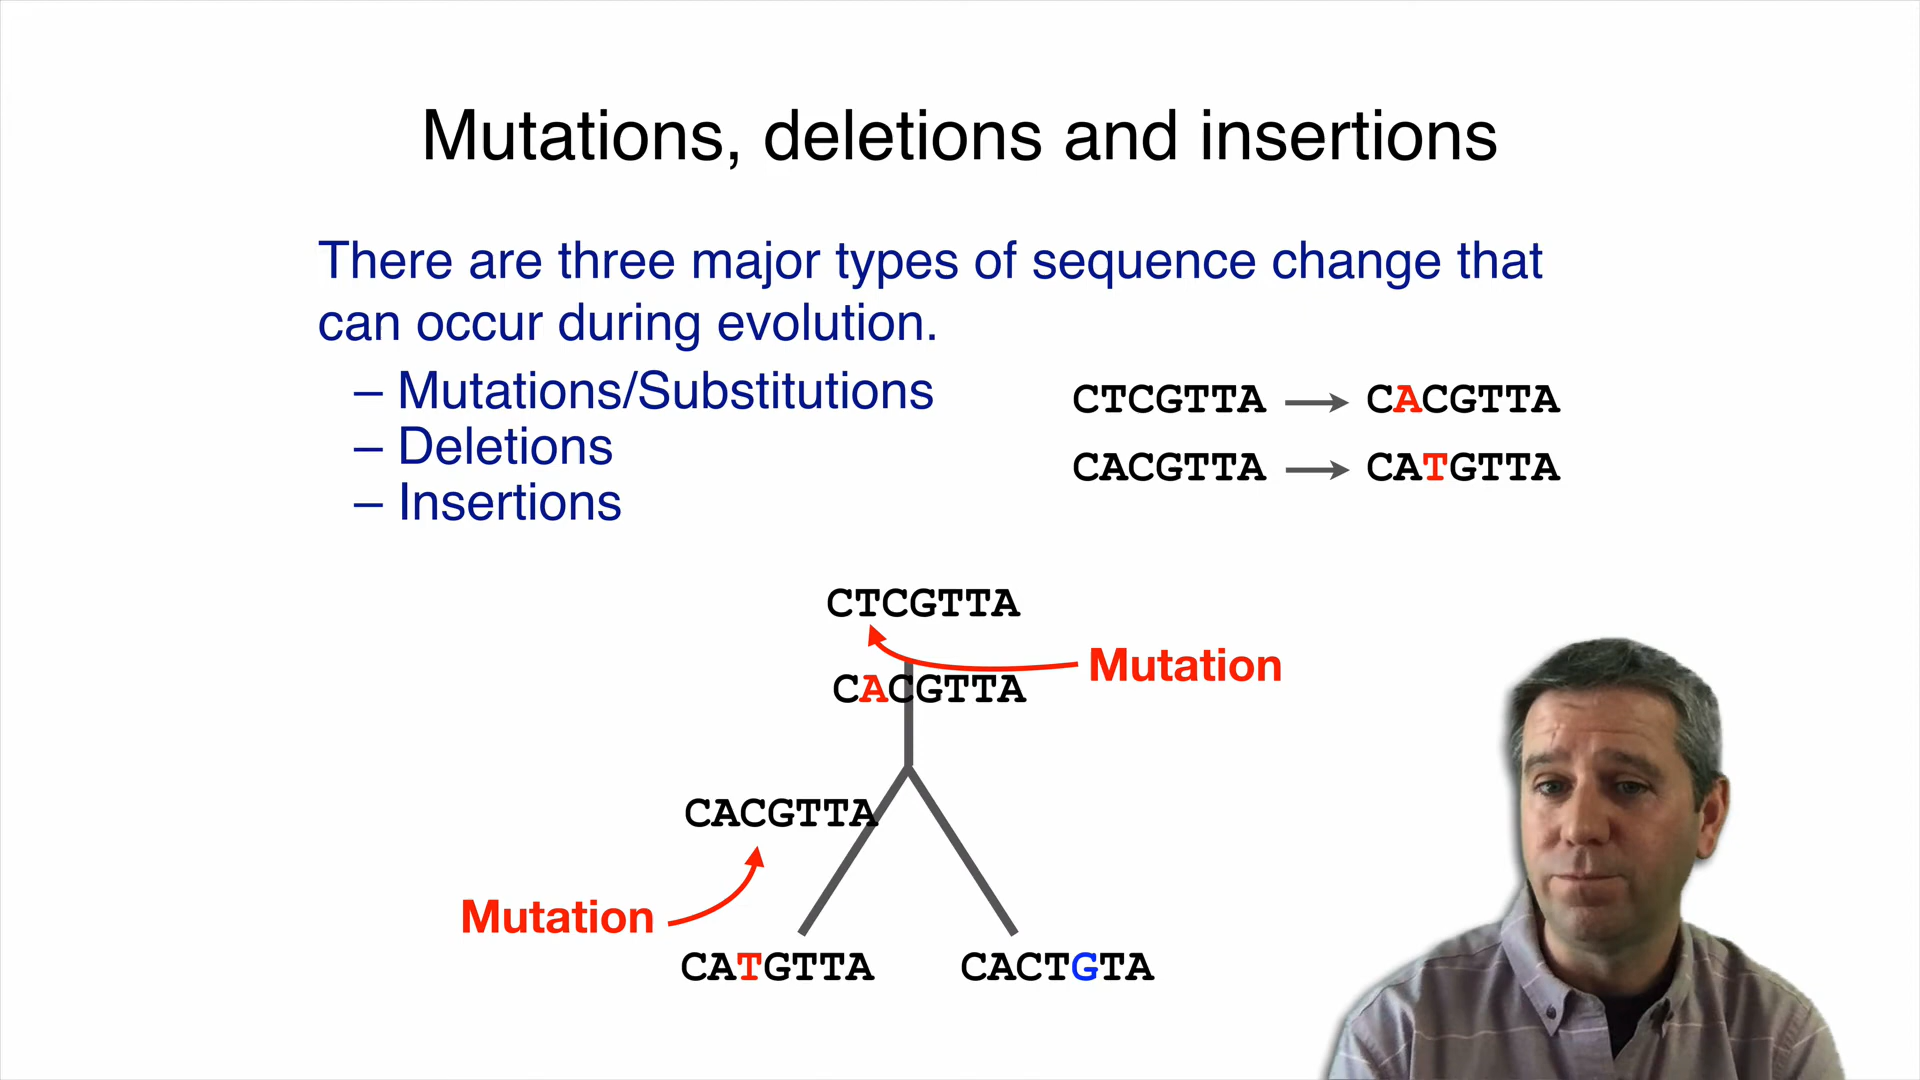 Mutations, deletions and insertions
There are three major types of sequence change that
can occur during evolution.
– Mutations/Substitutions
– Deletions
– Insertions
CTCGTTA → CACGTTA
CACGTTA → CATGTTA
CTCGTTA
Mutation
CACGTTA
CACGTTA
Mutation
CATGTTA CACTGTA